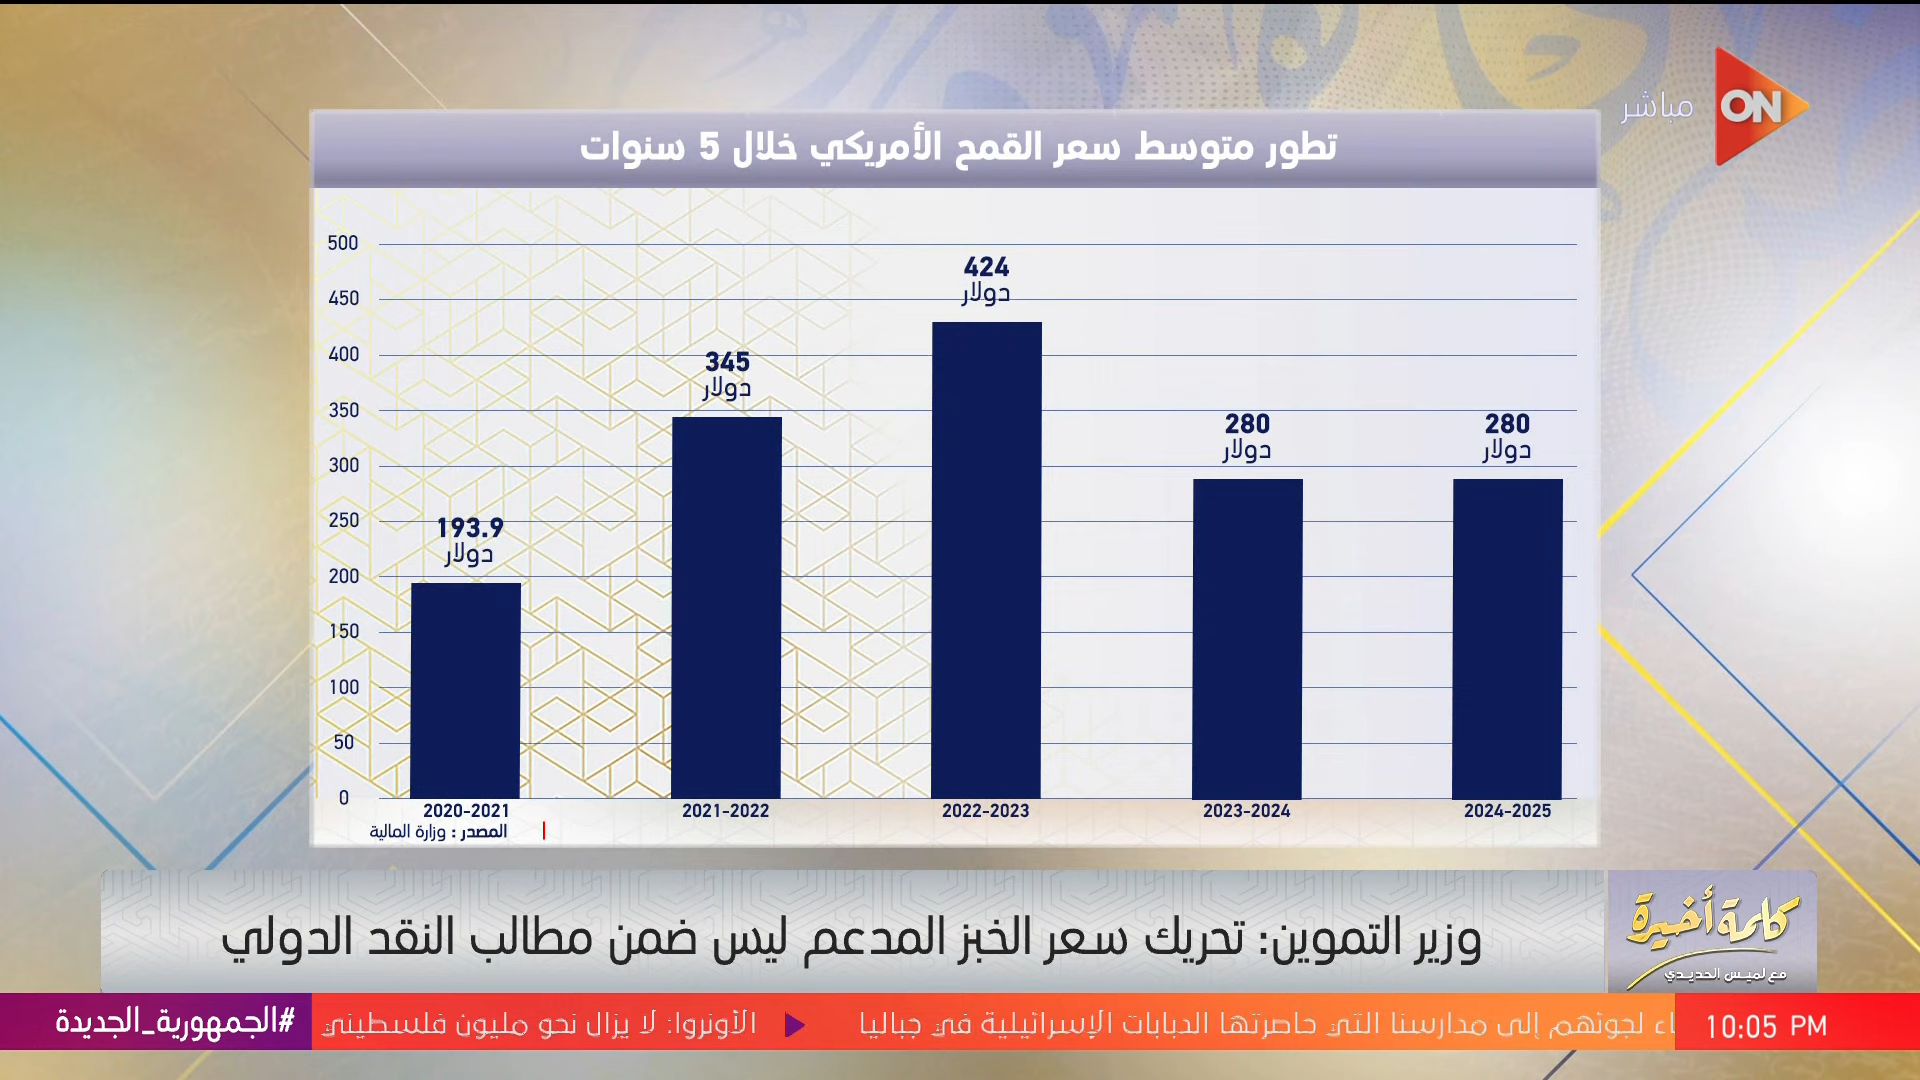 مباشر
ON
تطور متوسط سعر القمح الأمريكي خلال 5 سنوات
500
450
400
350
300
250
200
150
100
50
0
193.9
دولار
345
دولار
424
دولار
280
دولار
280
دولار
2020-2021
2021-2022
2022-2023
2023-2024
2024-2025
المصدر : وزارة المالية
وزير التموين: تحريك سعر الخبز المدعم ليس ضمن مطالب النقد الدولي
كلمة أخيرة
مع لميس الحديدي
اء لجوئهم إلى مدارسنا التي حاصرتها الدبابات الإسرائيلية في جباليا
الأونروا: لا يزال نحو مليون فلسطيني
#الجمهورية_الجديدة
10:05 PM